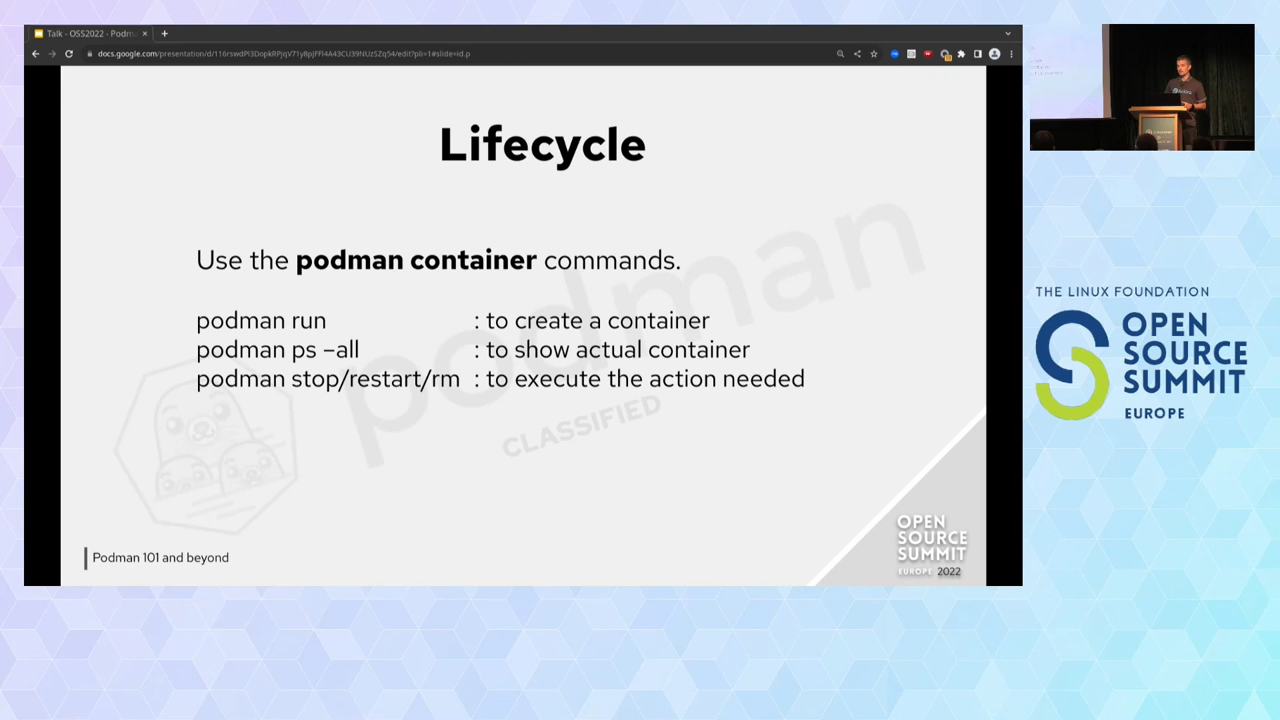 Talk - OSS2022 - Podm
Lifecycle
Use the podman container commands.
podman run : to create a container
podman ps –all : to show actual container
podman stop/restart/rm : to execute the action needed
podman
CLASSIFIED
Podman 101 and beyond
OPEN
SOURCE
SUMMIT
EUROPE 2022
THE LINUX FOUNDATION
OPEN
SOURCE
SUMMIT
EUROPE